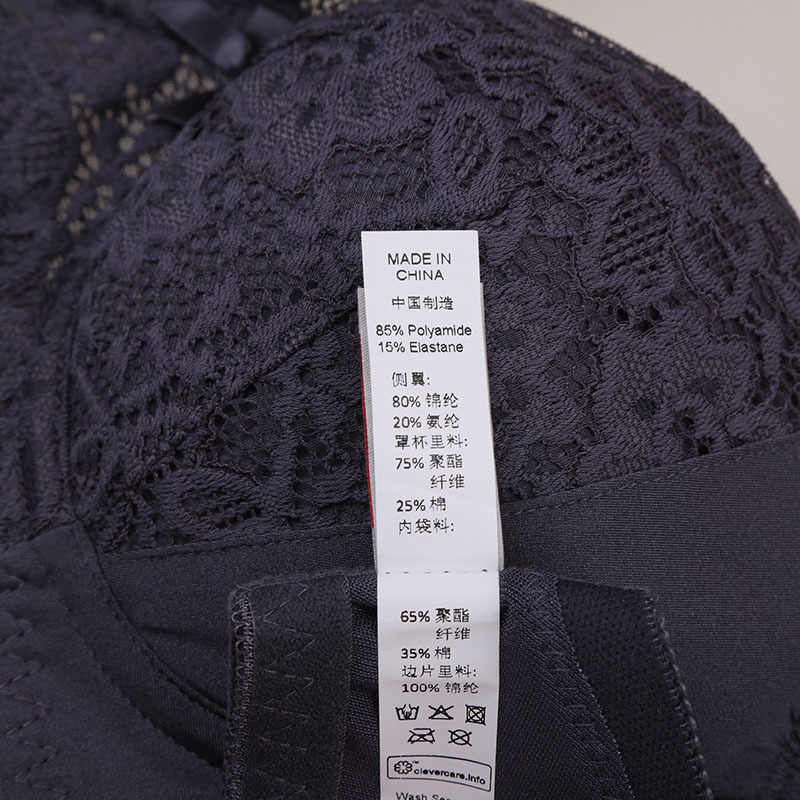 MADE IN
CHINA
中国制造
85% Polyamide
15% Elastane
侧翼:
80% 锦纶
20% 氨纶
罩杯里料:
75% 聚酯
纤维
25% 棉
内袋料:
65% 聚酯
纤维
35% 棉
边片里料:
100% 锦纶
™
clevercare.info
Wash